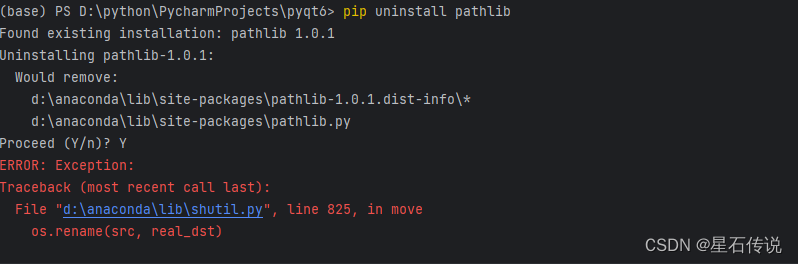 (base) PS D:\python\PycharmProjects\pyqt6> pip uninstall pathlib
Found existing installation: pathlib 1.0.1
Uninstalling pathlib-1.0.1:
  Would remove:
    d:\anaconda\lib\site-packages\pathlib-1.0.1.dist-info\*
    d:\anaconda\lib\site-packages\pathlib.py
Proceed (Y/n)? Y
ERROR: Exception:
Traceback (most recent call last):
  File "d:\anaconda\lib\shutil.py", line 825, in move
    os.rename(src, real_dst)
CSDN @星石传说